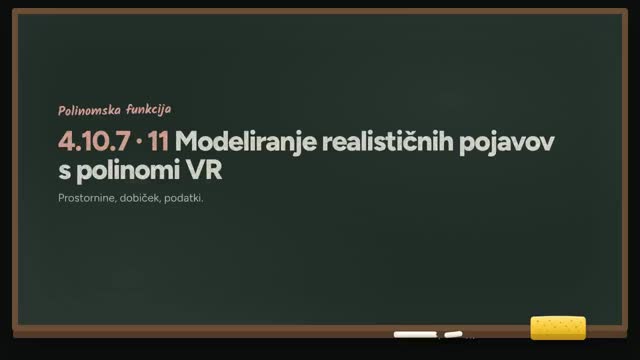 Polinomska funkcija
4.10.7 · 11 Modeliranje realističnih pojavov
s polinomi VR
Prostornine, dobiček, podatki.